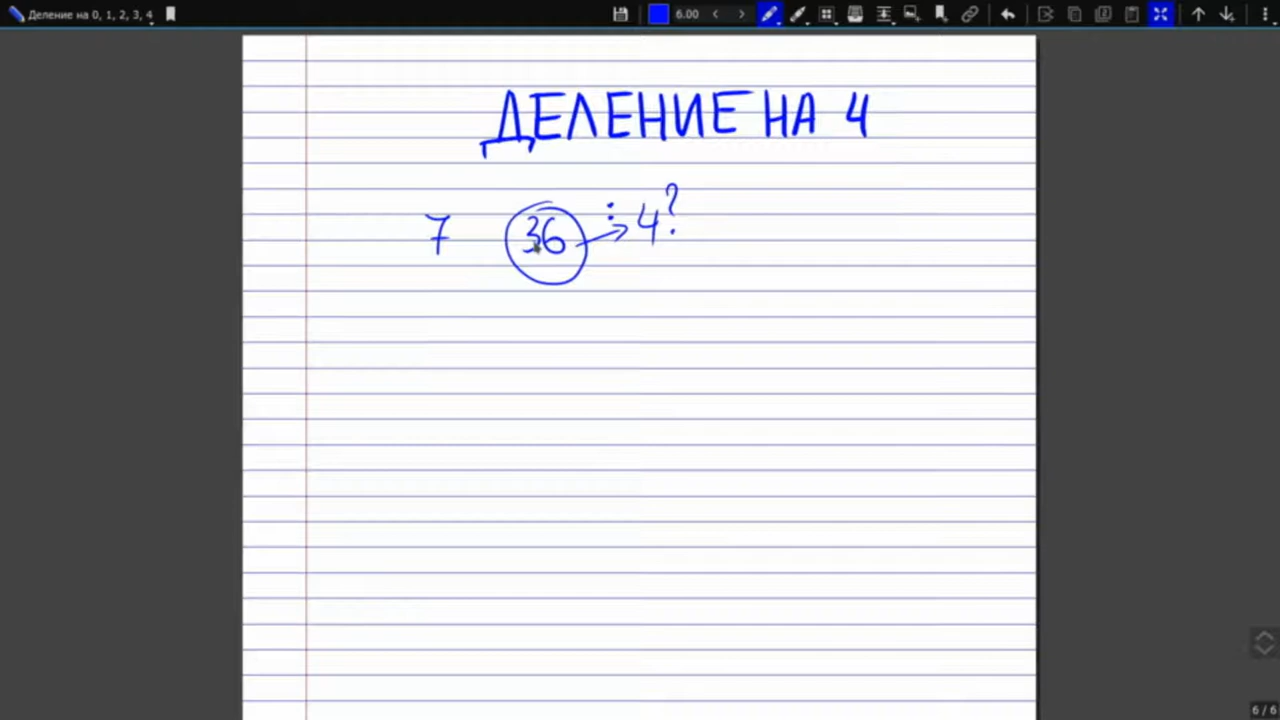 Деление на 0, 1, 2, 3, 4
6.00
ДЕЛЕНИЕ НА 4
7 36 : 4?
6 / 6